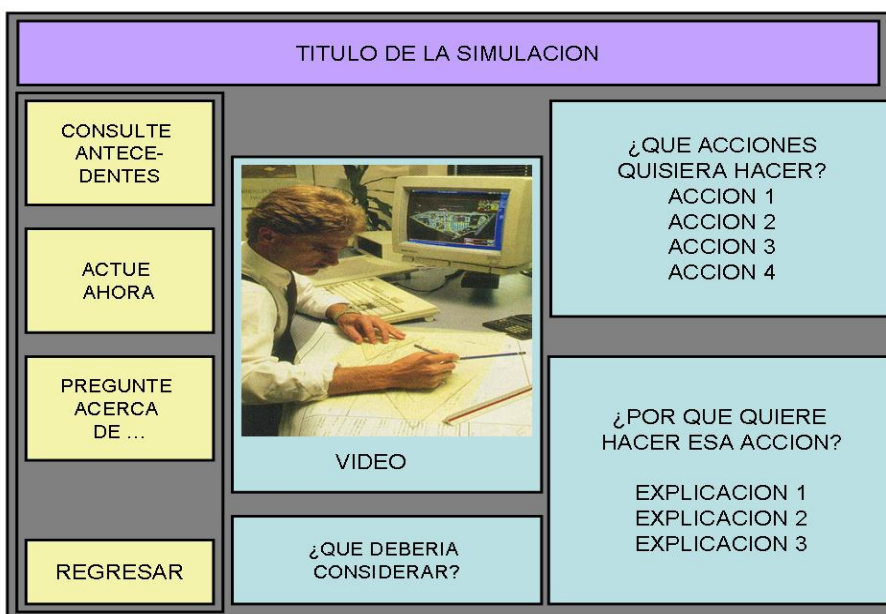 TITULO DE LA SIMULACION
CONSULTE
ANTECE-
DENTES
ACTUE
AHORA
PREGUNTE
ACERCA
DE ...
REGRESAR
VIDEO
¿QUE DEBERIA
CONSIDERAR?
¿QUE ACCIONES
QUISIERA HACER?
ACCION 1
ACCION 2
ACCION 3
ACCION 4
¿POR QUE QUIERE
HACER ESA ACCION?
EXPLICACION 1
EXPLICACION 2
EXPLICACION 3